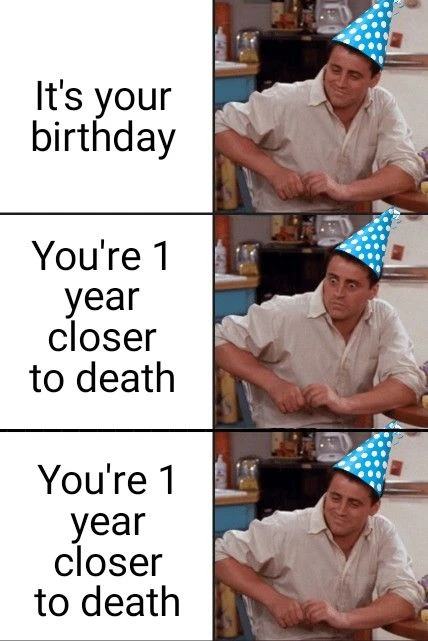 It's your
birthday
You're 1
year
closer
to death
You're 1
year
closer
to death